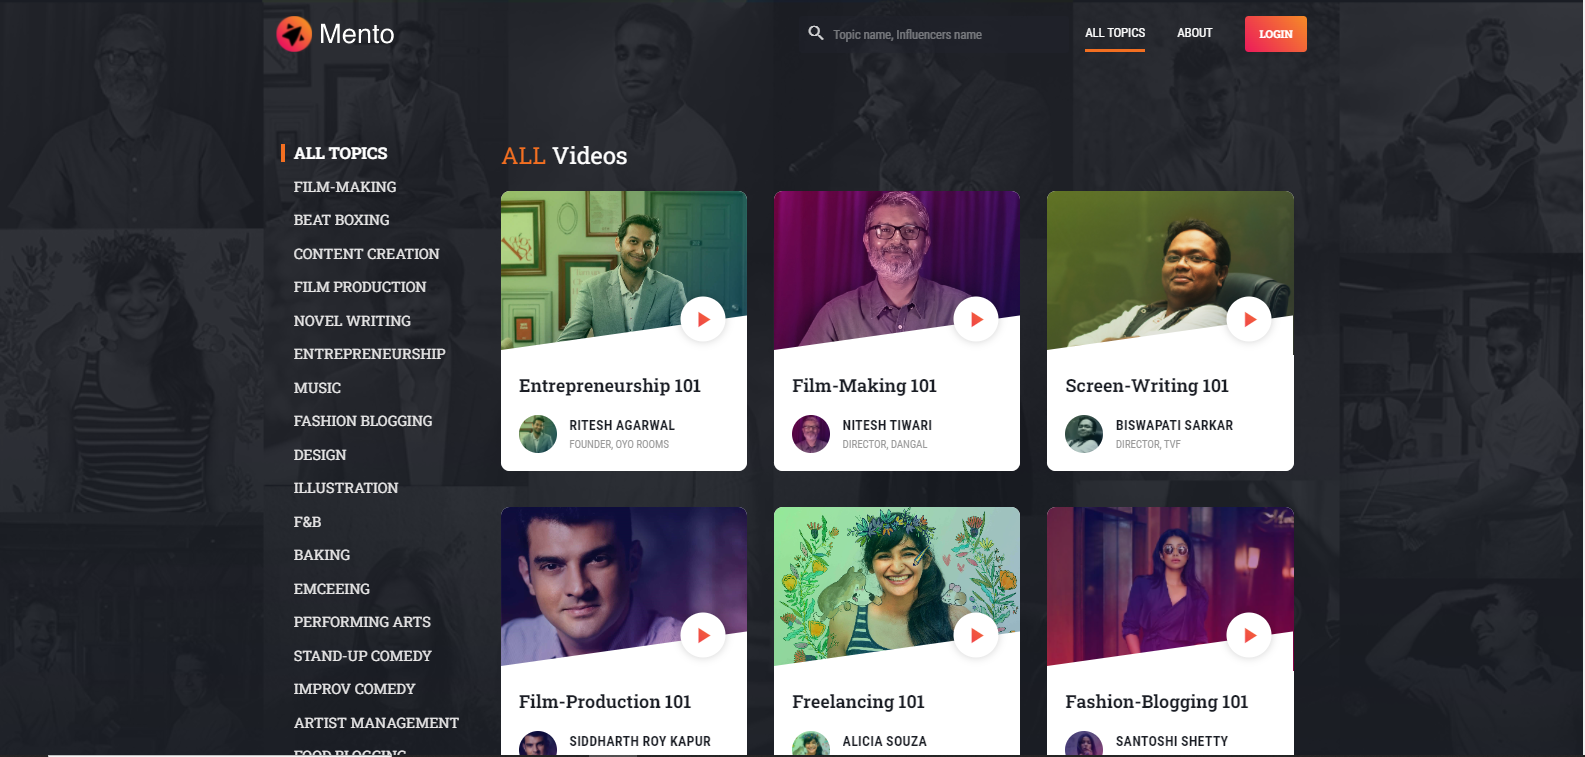 Mento
Topic name, Influencers name
ALL TOPICS
ABOUT
LOGIN
ALL TOPICS
FILM-MAKING
BEAT BOXING
CONTENT CREATION
FILM PRODUCTION
NOVEL WRITING
ENTREPRENEURSHIP
MUSIC
FASHION BLOGGING
DESIGN
ILLUSTRATION
F&B
BAKING
EMCEEING
PERFORMING ARTS
STAND-UP COMEDY
IMPROV COMEDY
ARTIST MANAGEMENT
FOOD BLOGGING
ALL Videos
Entrepreneurship 101
RITESH AGARWAL
FOUNDER, OYO ROOMS
Film-Making 101
NITESH TIWARI
DIRECTOR, DANGAL
Screen-Writing 101
BISWAPATI SARKAR
DIRECTOR, TVF
Film-Production 101
SIDDHARTH ROY KAPUR
Freelancing 101
ALICIA SOUZA
Fashion-Blogging 101
SANTOSHI SHETTY